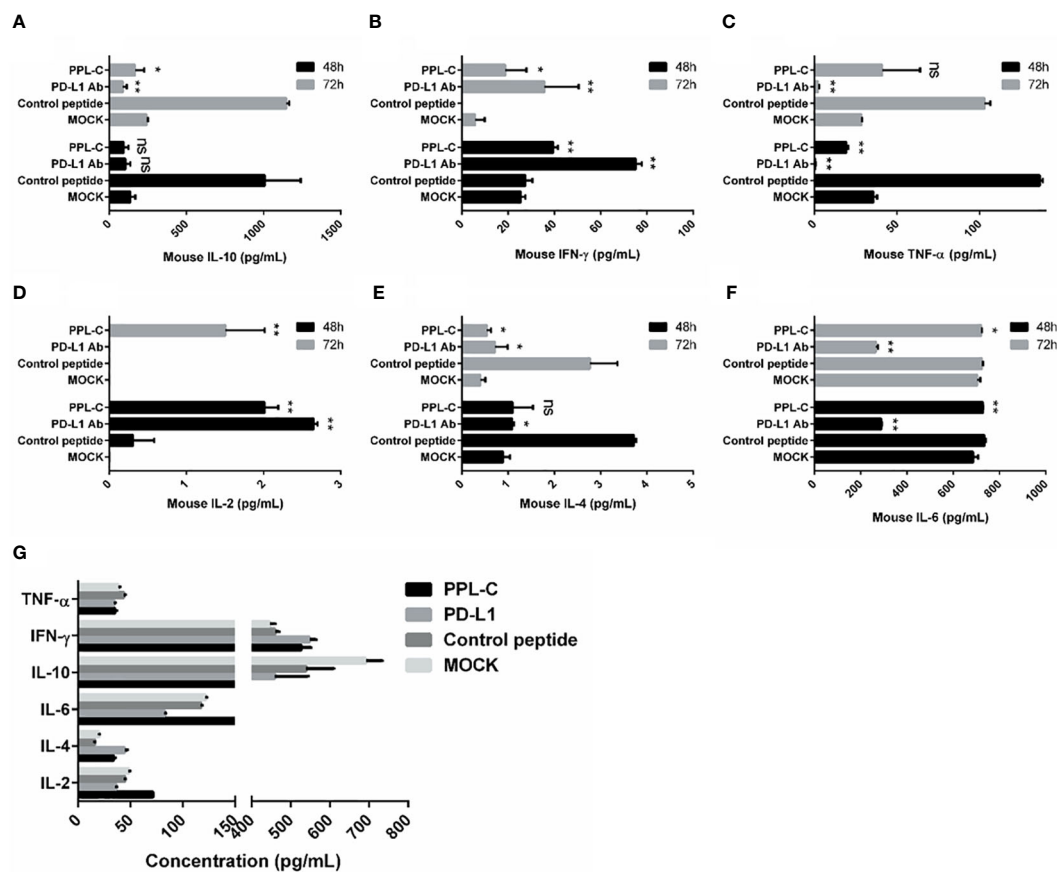 A
PPL-C
PD-L1 Ab
Control peptide
MOCK
PPL-C
PD-L1 Ab
Control peptide
MOCK
*
**
ns
ns
48h
72h
0
500
1000
1500
Mouse IL-10 (pg/mL)
B
PPL-C
PD-L1 Ab
Control peptide
MOCK
PPL-C
PD-L1 Ab
Control peptide
MOCK
*
**
**
**
48h
72h
0
20
40
60
80
100
Mouse IFN-γ (pg/mL)
C
PPL-C
PD-L1 Ab
Control peptide
MOCK
PPL-C
PD-L1 Ab
Control peptide
MOCK
ns
**
**
**
48h
72h
0
50
100
Mouse TNF-α (pg/mL)
D
PPL-C
PD-L1 Ab
Control peptide
MOCK
PPL-C
PD-L1 Ab
Control peptide
MOCK
**
**
**
48h
72h
0
1
2
3
Mouse IL-2 (pg/mL)
E
PPL-C
PD-L1 Ab
Control peptide
MOCK
PPL-C
PD-L1 Ab
Control peptide
MOCK
*
*
ns
*
48h
72h
0
1
2
3
4
5
Mouse IL-4 (pg/mL)
F
PPL-C
PD-L1 Ab
Control peptide
MOCK
PPL-C
PD-L1 Ab
Control peptide
MOCK
*
**
**
**
48h
72h
0
200
400
600
800
1000
Mouse IL-6 (pg/mL)
G
TNF-α
IFN-γ
IL-10
IL-6
IL-4
IL-2
PPL-C
PD-L1
Control peptide
MOCK
0
50
100
150
400
500
600
700
800
Concentration (pg/mL)